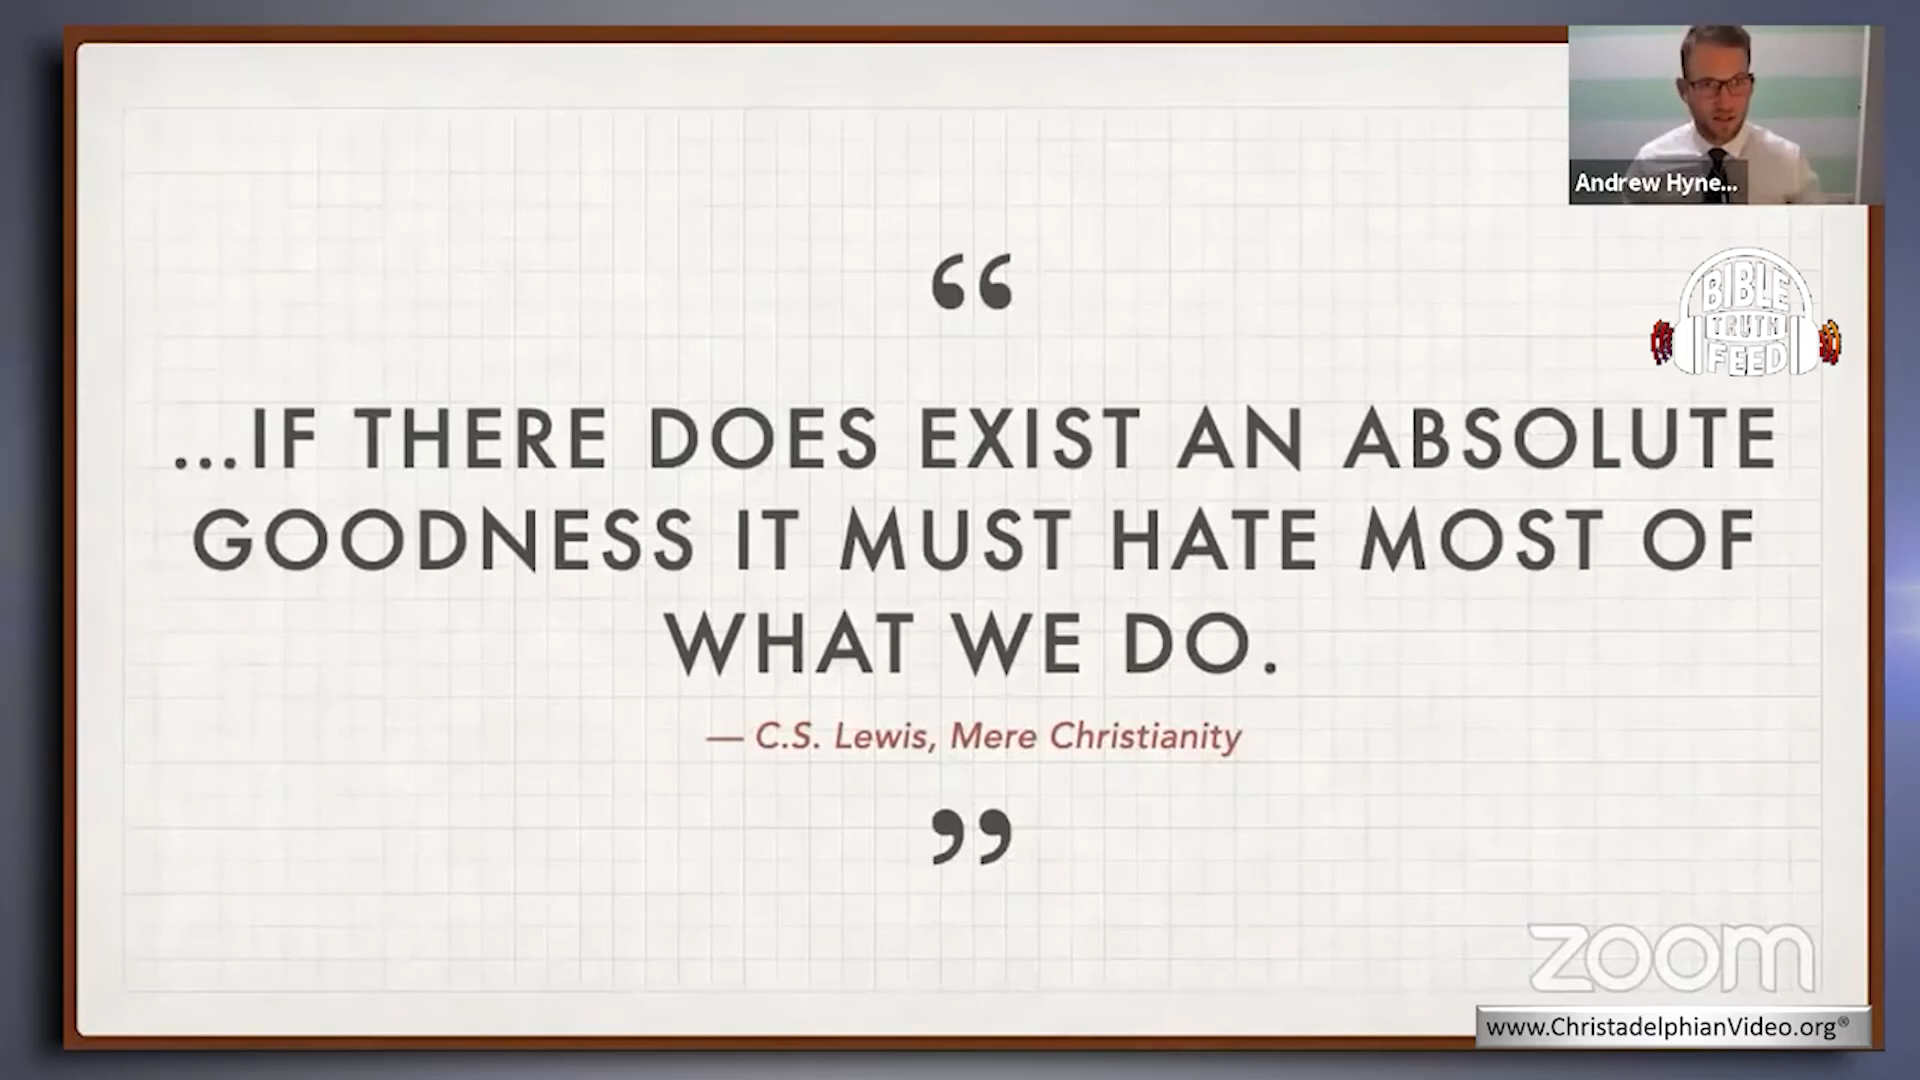 Andrew Hyne...
BIBLE
TRUTH
FEED
“
...IF THERE DOES EXIST AN ABSOLUTE
GOODNESS IT MUST HATE MOST OF
WHAT WE DO.
— C.S. Lewis, Mere Christianity
”
zoom
www.ChristadelphianVideo.org®